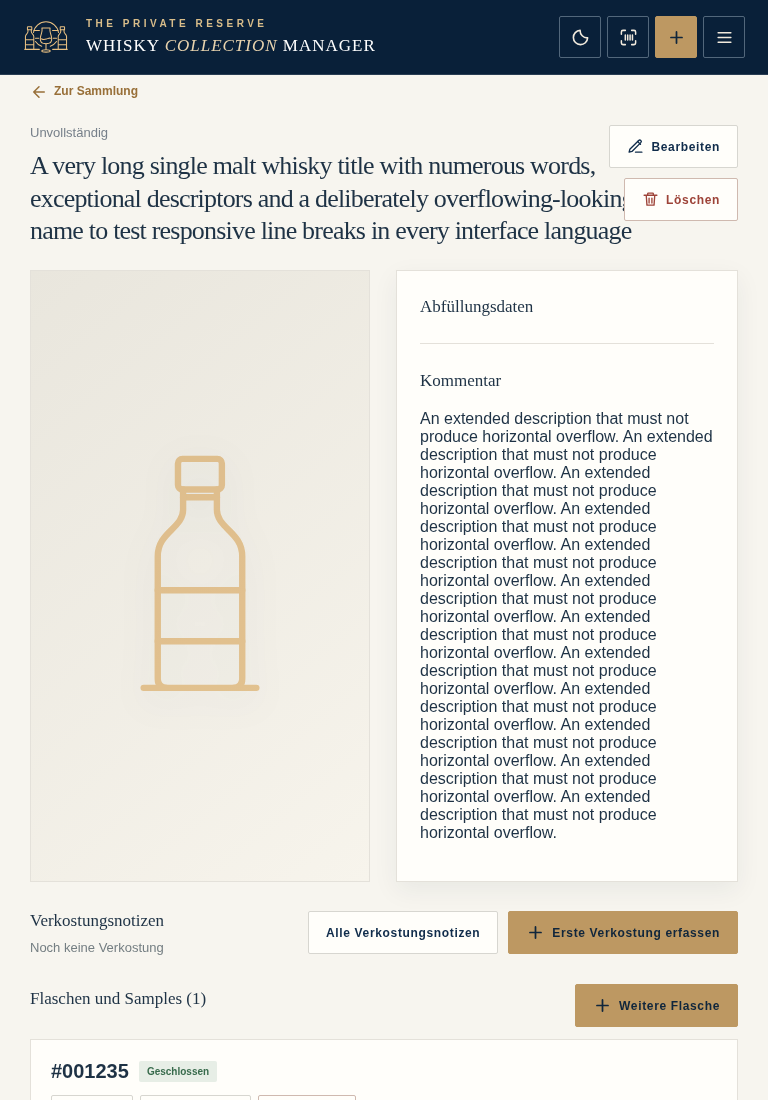 THE PRIVATE RESERVE
WHISKY COLLECTION MANAGER
Zur Sammlung
Unvollständig
A very long single malt whisky title with numerous words,
exceptional descriptors and a deliberately overflowing-looking
name to test responsive line breaks in every interface language
Bearbeiten
Löschen
Abfüllungsdaten
Kommentar
An extended description that must not
produce horizontal overflow. An extended
description that must not produce
horizontal overflow. An extended
description that must not produce
horizontal overflow. An extended
description that must not produce
horizontal overflow. An extended
description that must not produce
horizontal overflow. An extended
description that must not produce
horizontal overflow. An extended
description that must not produce
horizontal overflow. An extended
description that must not produce
horizontal overflow. An extended
description that must not produce
horizontal overflow. An extended
description that must not produce
horizontal overflow. An extended
description that must not produce
horizontal overflow. An extended
description that must not produce
horizontal overflow.
Verkostungsnotizen
Noch keine Verkostung
Alle Verkostungsnotizen
Erste Verkostung erfassen
Flaschen und Samples (1)
Weitere Flasche
#001235
Geschlossen